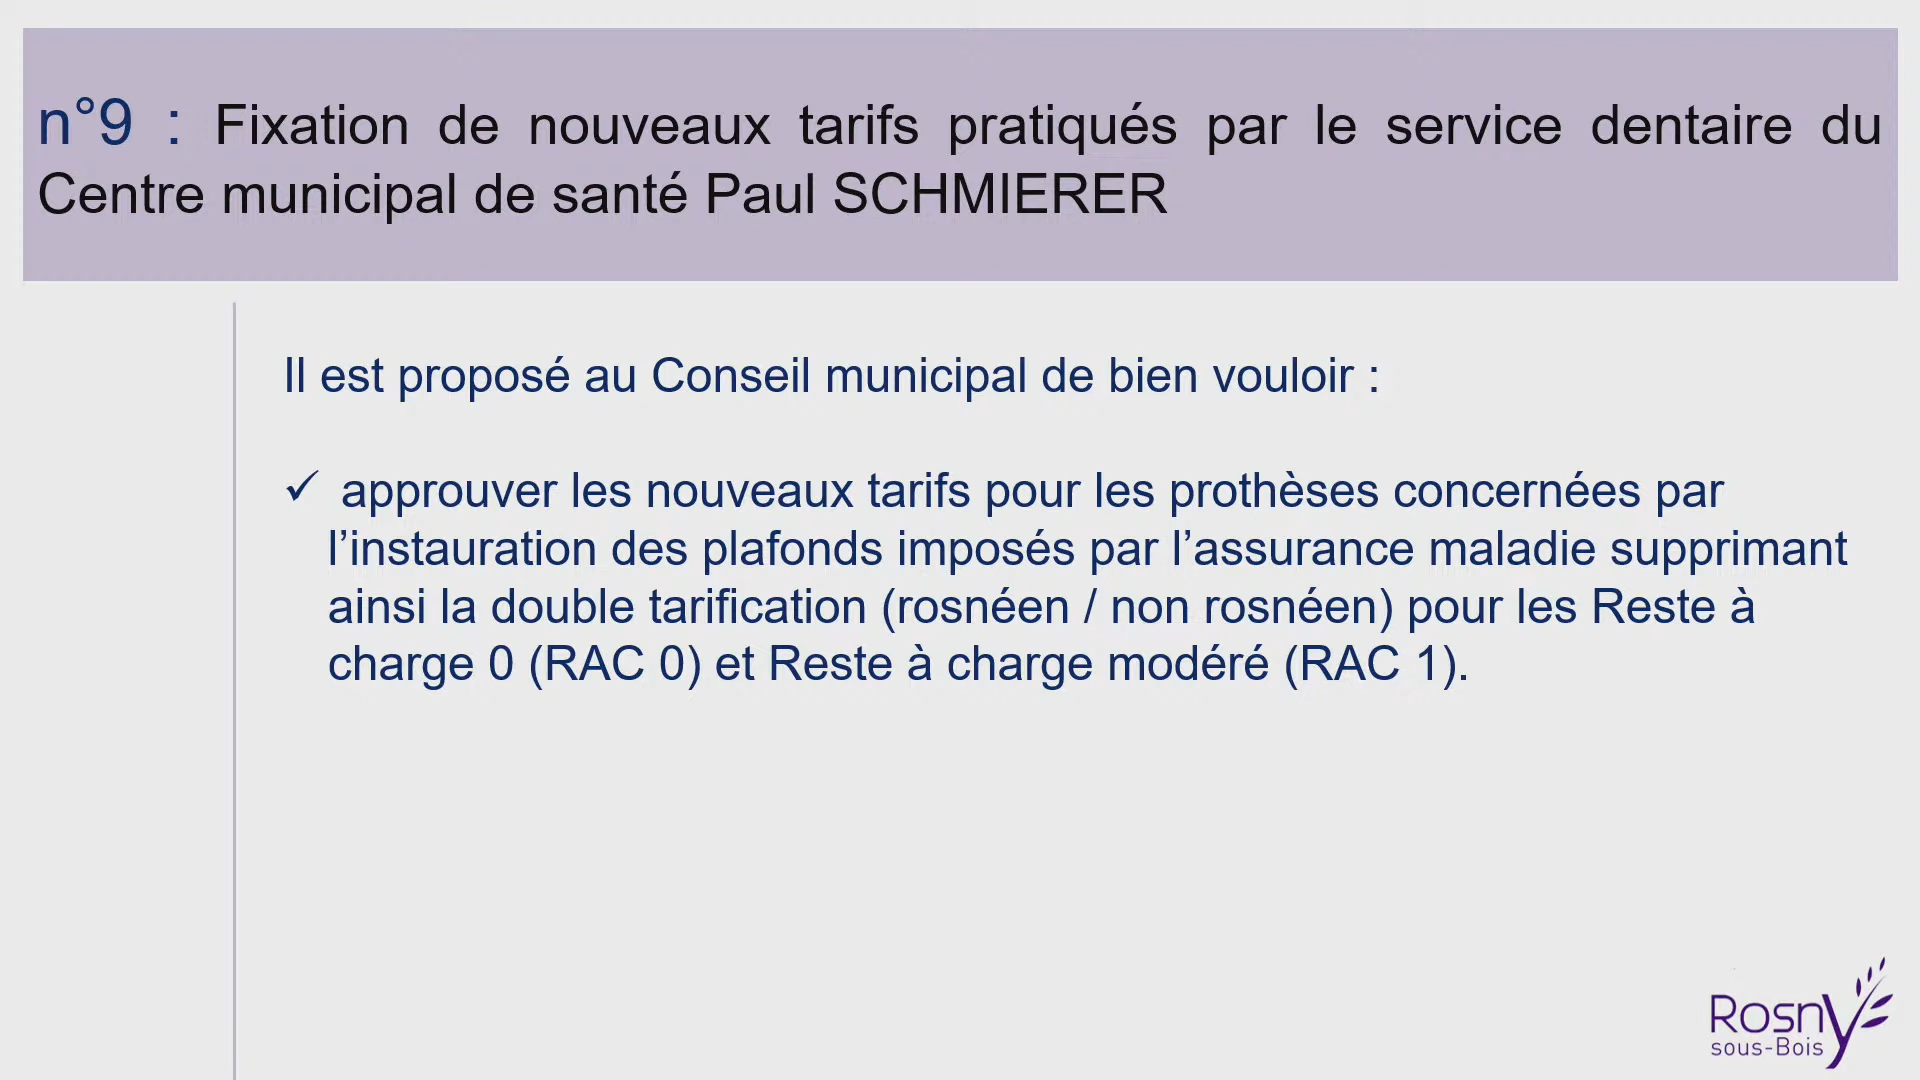 n°9 : Fixation de nouveaux tarifs pratiqués par le service dentaire du
Centre municipal de santé Paul SCHMIERER
Il est proposé au Conseil municipal de bien vouloir :
✓ approuver les nouveaux tarifs pour les prothèses concernées par
l’instauration des plafonds imposés par l’assurance maladie supprimant
ainsi la double tarification (rosnéen / non rosnéen) pour les Reste à
charge 0 (RAC 0) et Reste à charge modéré (RAC 1).
Rosny
sous-Bois